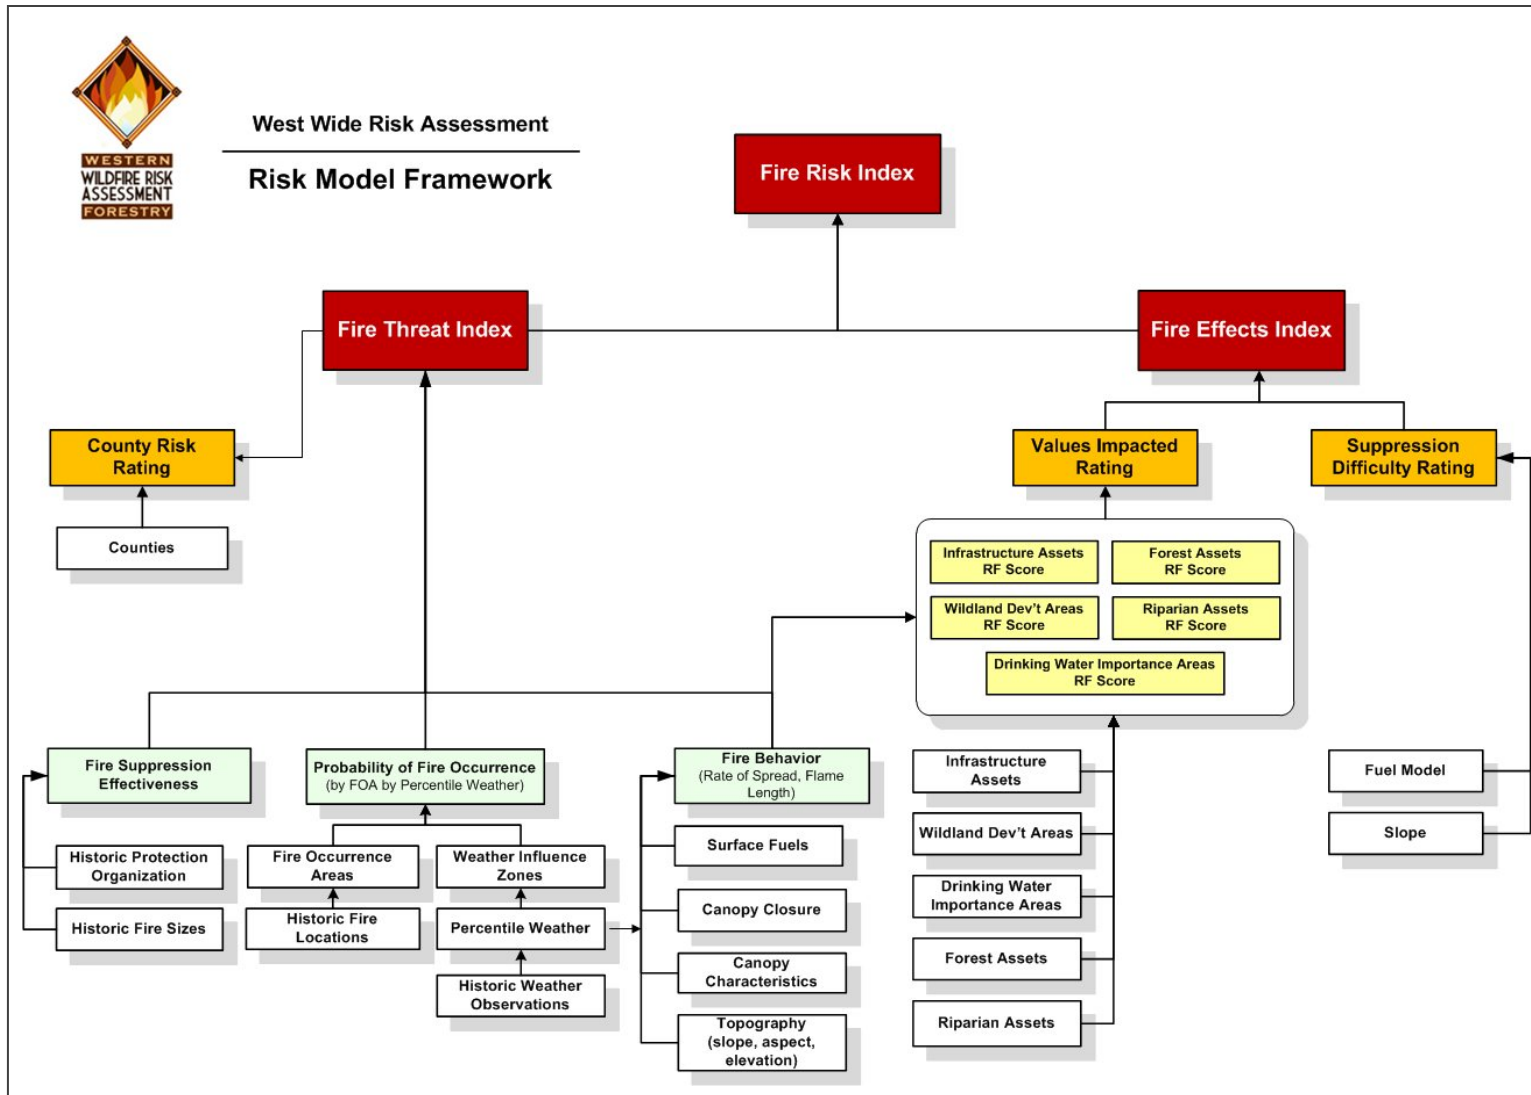 WESTERN
WILDFIRE RISK
ASSESSMENT
FORESTRY
West Wide Risk Assessment
Risk Model Framework
Fire Risk Index
Fire Threat Index
Fire Effects Index
County Risk
Rating
Values Impacted
Rating
Suppression
Difficulty Rating
Counties
Infrastructure Assets
RF Score
Forest Assets
RF Score
Wildland Dev't Areas
RF Score
Riparian Assets
RF Score
Drinking Water Importance Areas
RF Score
Fire Suppression
Effectiveness
Probability of Fire Occurrence
(by FOA by Percentile Weather)
Fire Behavior
(Rate of Spread, Flame
Length)
Infrastructure
Assets
Fuel Model
Historic Protection
Organization
Fire Occurrence
Areas
Weather Influence
Zones
Surface Fuels
Wildland Dev't Areas
Slope
Historic Fire Sizes
Historic Fire
Locations
Percentile Weather
Canopy Closure
Drinking Water
Importance Areas
Historic Weather
Observations
Canopy
Characteristics
Forest Assets
Topography
(slope, aspect,
elevation)
Riparian Assets